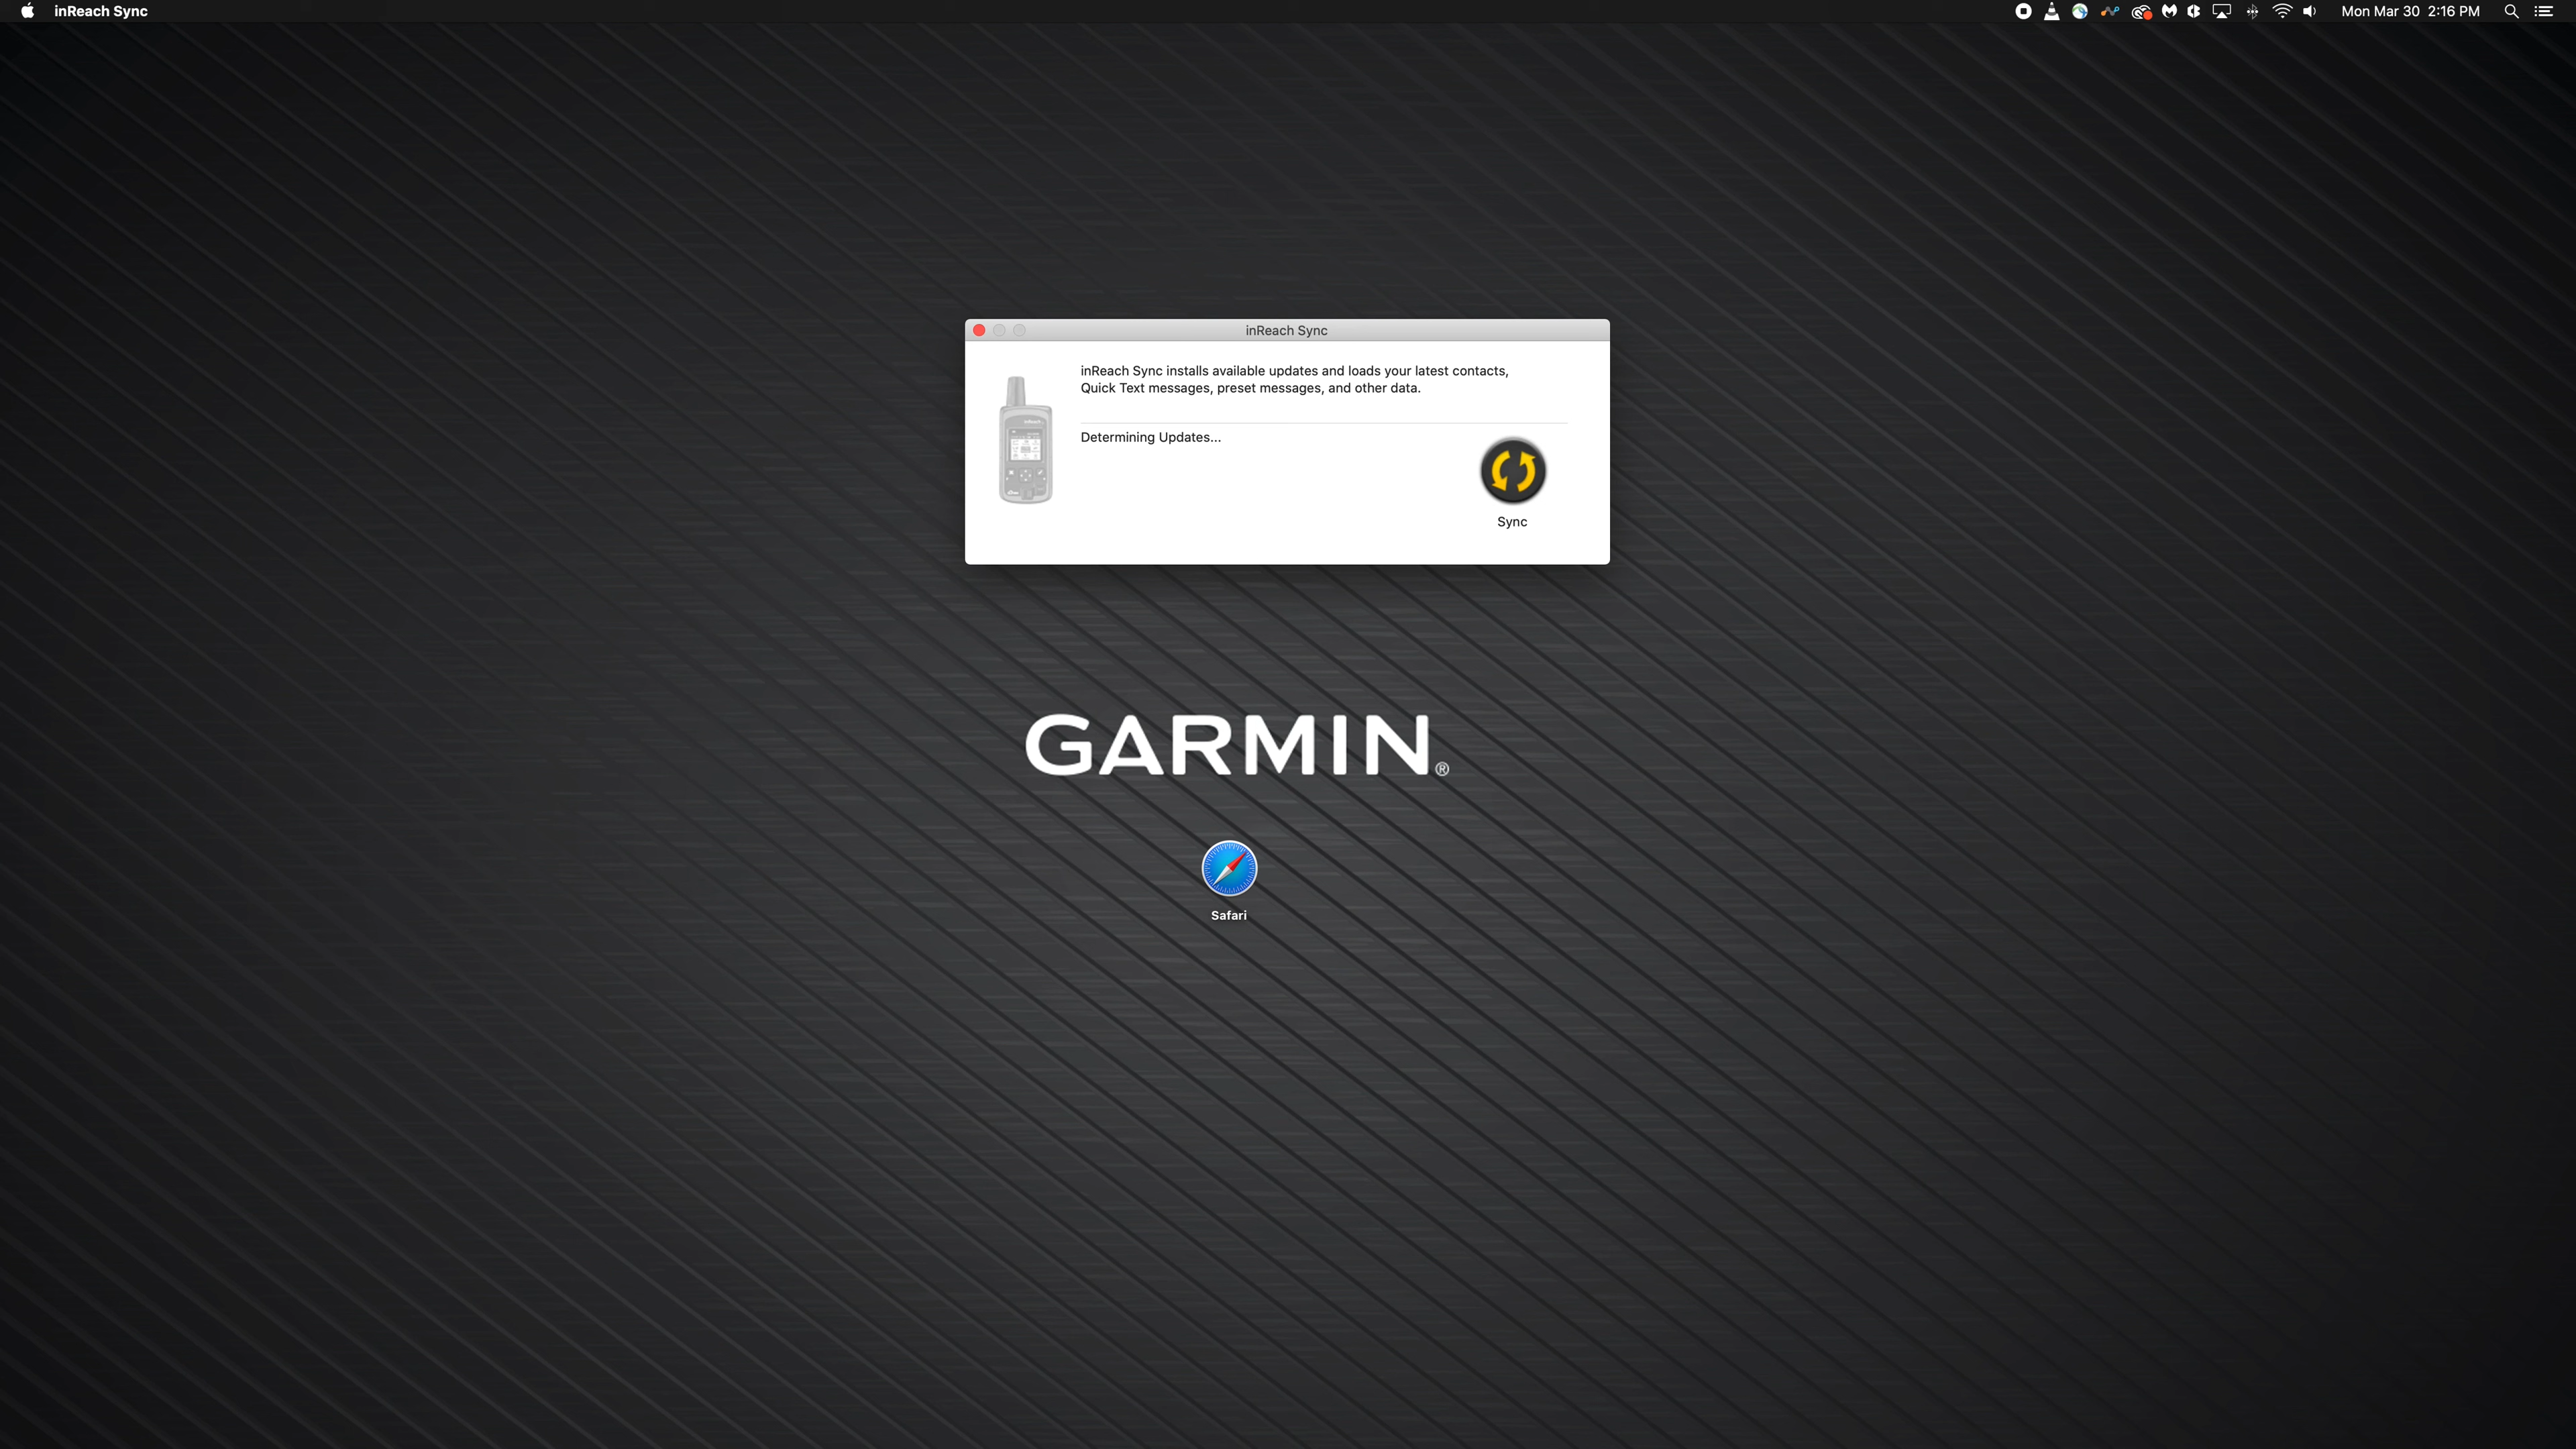 inReach Sync
Mon Mar 30 2:16 PM
inReach Sync
inReach Sync installs available updates and loads your latest contacts,
Quick Text messages, preset messages, and other data.
Determining Updates...
Sync
GARMIN®
Safari